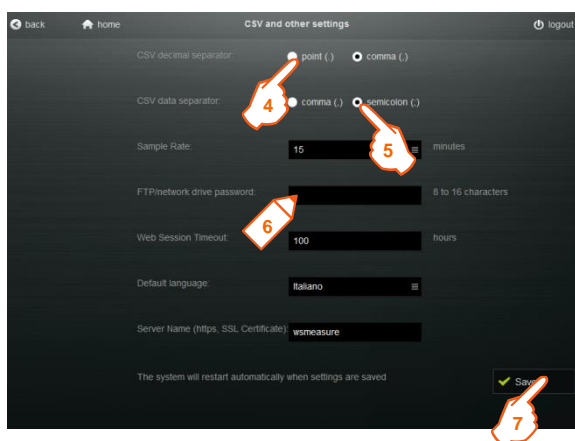 back home CSV and other settings logout
CSV decimal separator: point (.) comma (,)
4
CSV data separator: comma (,) semicolon (;)
5
Sample Rate: 15 minutes
FTP/network drive password: 8 to 16 characters
6
Web Session Timeout: 100 hours
Default language: Italiano
Server Name (https, SSL Certificate): wsmeasure
The system will restart automatically when settings are saved Save
7